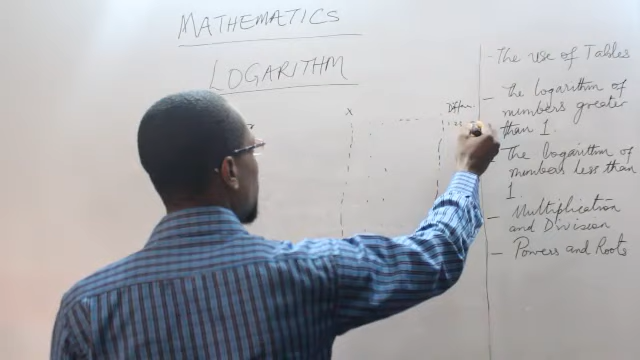 MATHEMATICS
LOGARITHM
X
- The use of Tables
- The logarithm of
numbers greater
than 1.
- The logarithm of
numbers less than
1.
- Multiplication
and Division
- Powers and Roots